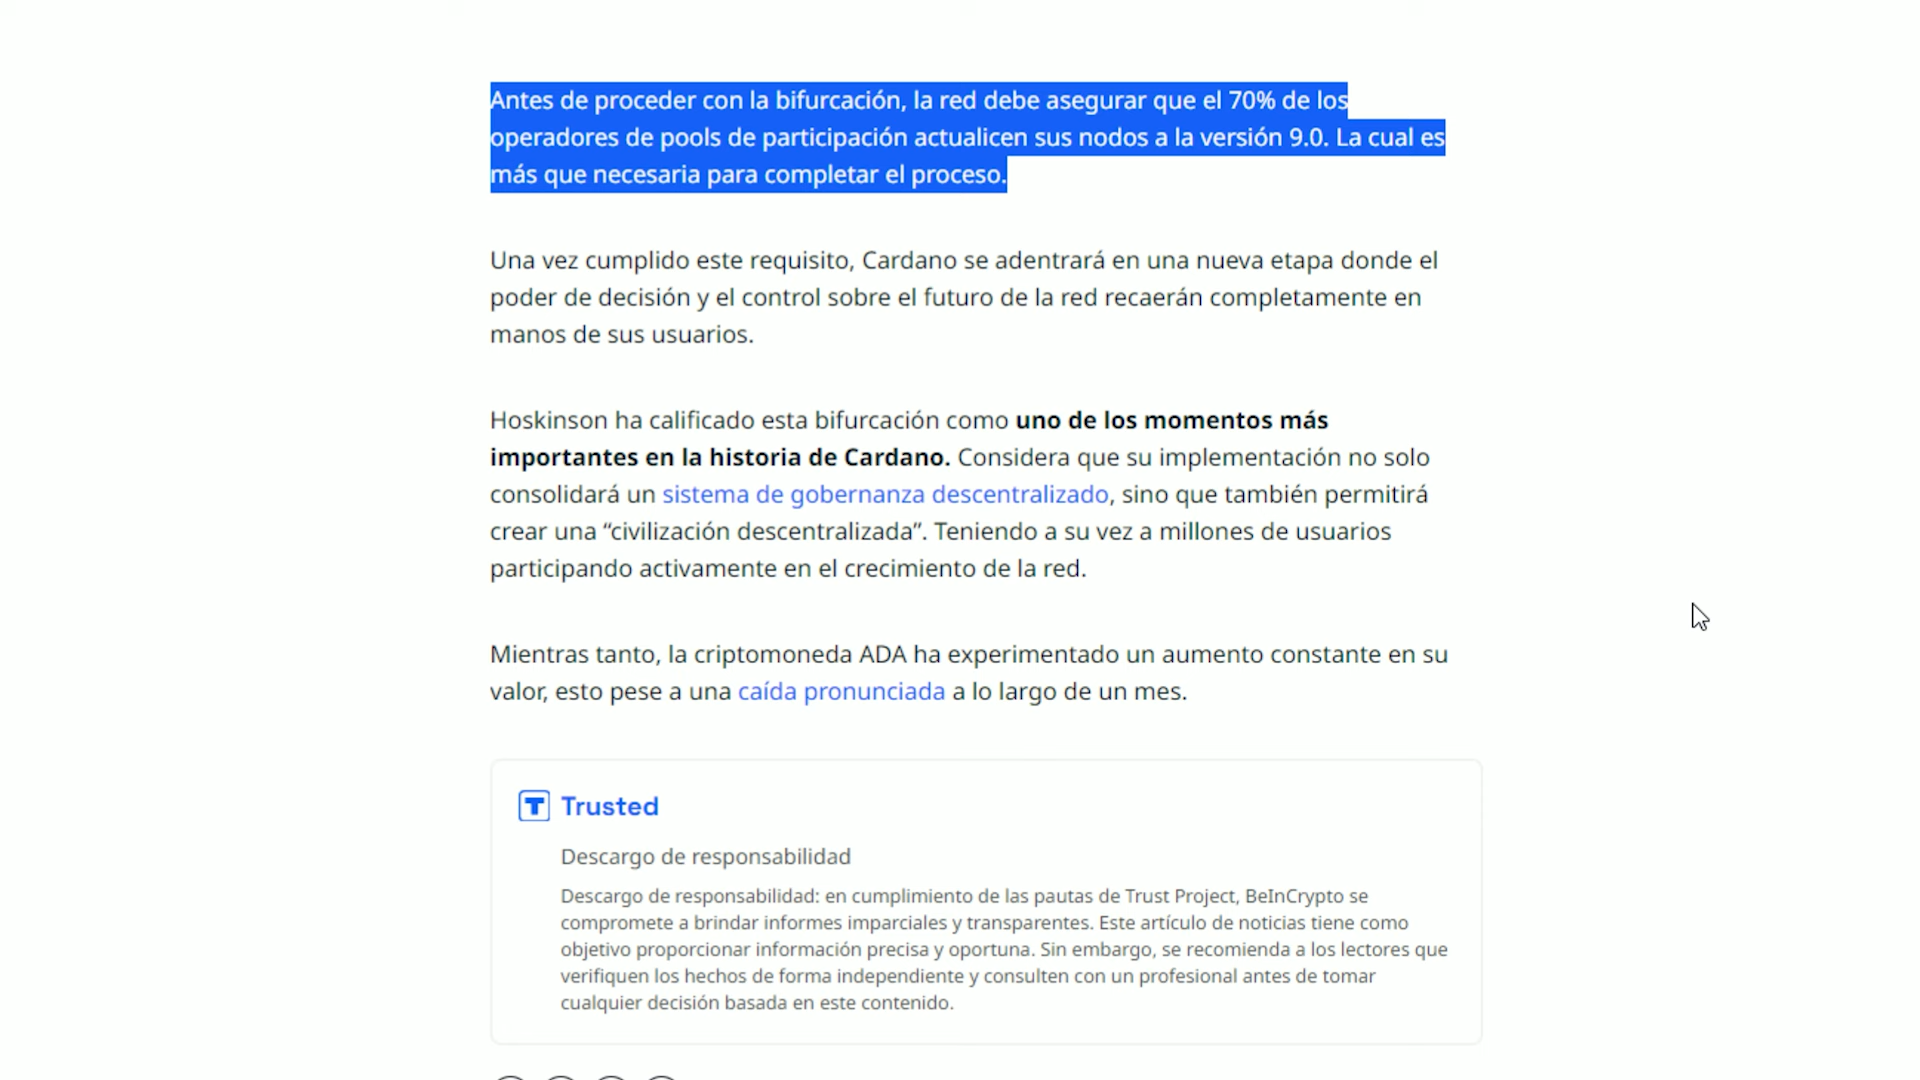 Antes de proceder con la bifurcación, la red debe asegurar que el 70% de los
operadores de pools de participación actualicen sus nodos a la versión 9.0. La cual es
más que necesaria para completar el proceso.
Una vez cumplido este requisito, Cardano se adentrará en una nueva etapa donde el
poder de decisión y el control sobre el futuro de la red recaerán completamente en
manos de sus usuarios.
Hoskinson ha calificado esta bifurcación como uno de los momentos más
importantes en la historia de Cardano. Considera que su implementación no solo
consolidará un sistema de gobernanza descentralizado, sino que también permitirá
crear una “civilización descentralizada”. Teniendo a su vez a millones de usuarios
participando activamente en el crecimiento de la red.
Mientras tanto, la criptomoneda ADA ha experimentado un aumento constante en su
valor, esto pese a una caída pronunciada a lo largo de un mes.
T Trusted
Descargo de responsabilidad
Descargo de responsabilidad: en cumplimiento de las pautas de Trust Project, BeInCrypto se
compromete a brindar informes imparciales y transparentes. Este artículo de noticias tiene como
objetivo proporcionar información precisa y oportuna. Sin embargo, se recomienda a los lectores que
verifiquen los hechos de forma independiente y consulten con un profesional antes de tomar
cualquier decisión basada en este contenido.